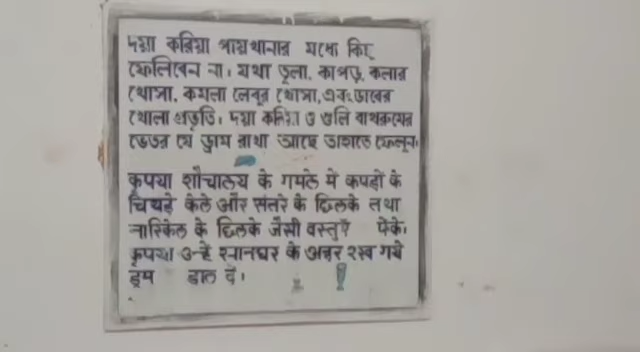 দয়া করিয়া পায়খানার মধ্যে কিছু
ফেলিবেন না। যথা তুলা, কাপড়, কলার
খোসা, কমলা লেবুর খোসা, এবং ডাবের
খোলা প্রভৃতি। দয়া করিয়া ঐ গুলি বাথরুমের
ভেতর যে ড্রাম রাখা আছে তাহাতে ফেলুন।
कृपया शौचालय के गमले में कपड़ों के
चिथड़े केले और संतरे के छिलके तथा
नारिकेल के छिलके जैसी वस्तुएँ फेंके।
कृपया उन्हें स्नानघर के अन्दर रखे गये
ड्रम डाल दें।